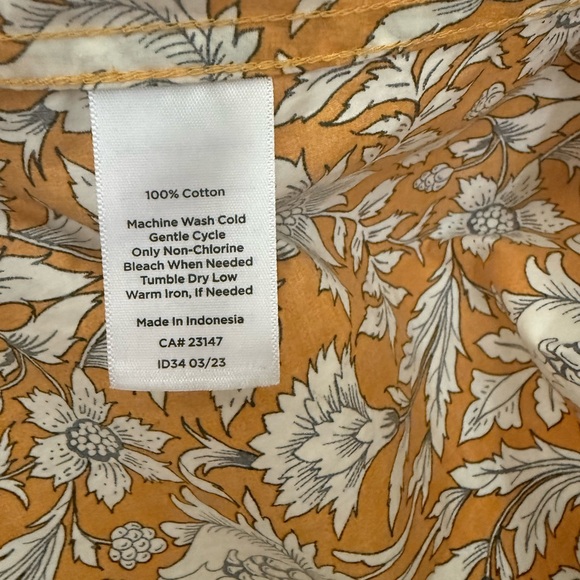 100% Cotton
Machine Wash Cold
Gentle Cycle
Only Non-Chlorine
Bleach When Needed
Tumble Dry Low
Warm Iron, If Needed
Made In Indonesia
CA# 23147
ID34 03/23